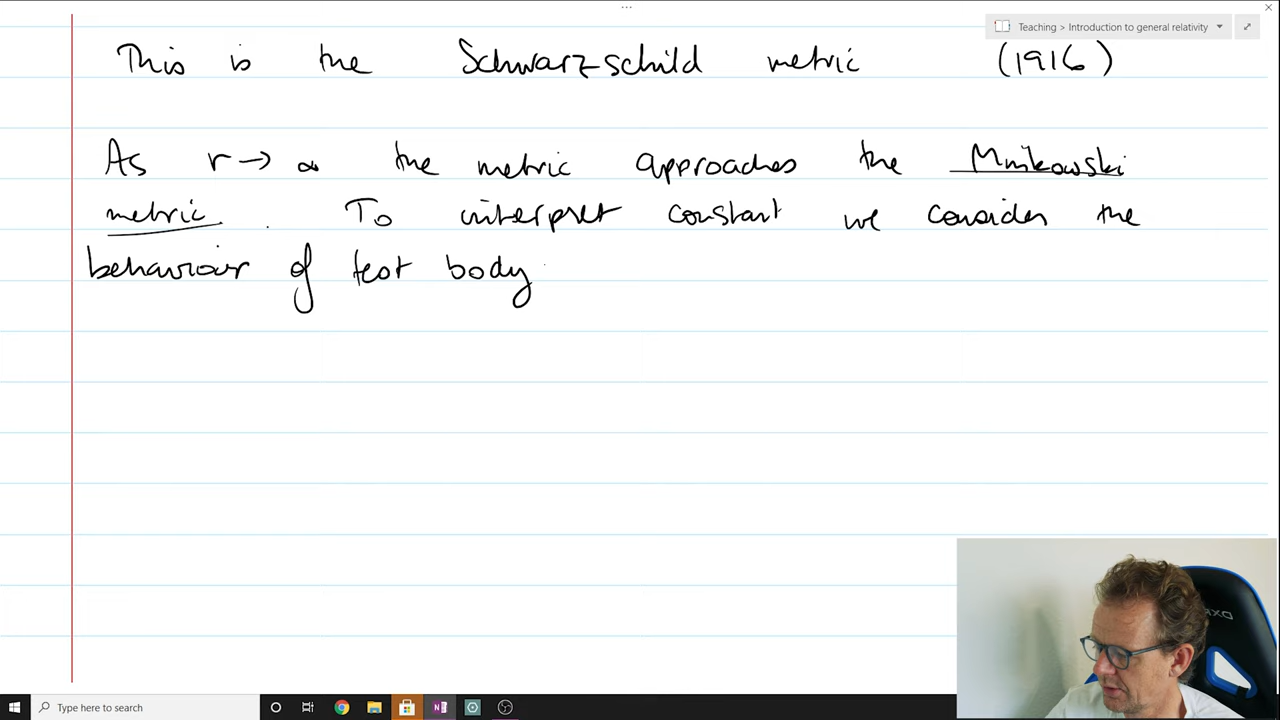 Teaching > Introduction to general relativity
This is the Schwarzschild metric (1916)
As r → ∞ the metric approaches the Minkowski
metric. To interpret constant we consider the
behaviour of test body
Type here to search